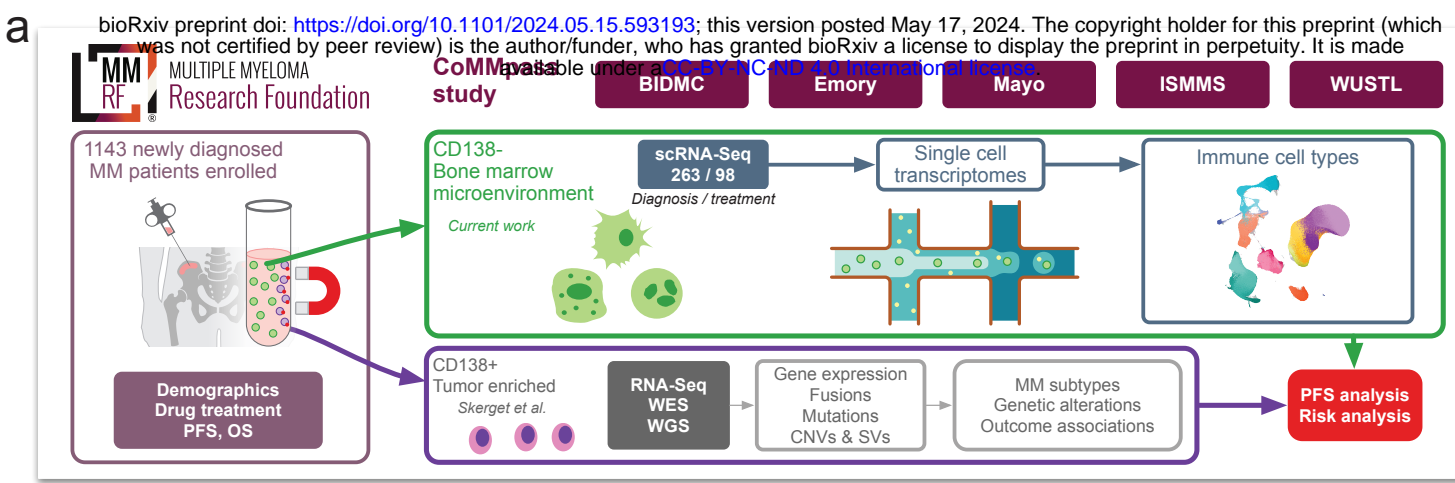 a
bioRxiv preprint doi: https://doi.org/10.1101/2024.05.15.593193; this version posted May 17, 2024. The copyright holder for this preprint (which
was not certified by peer review) is the author/funder, who has granted bioRxiv a license to display the preprint in perpetuity. It is made
available under aCC-BY-NC-ND 4.0 International license.
MM
RF
®
MULTIPLE MYELOMA
Research Foundation
CoMMpass
study
BIDMC
Emory
Mayo
ISMMS
WUSTL
1143 newly diagnosed
MM patients enrolled
Demographics
Drug treatment
PFS, OS
CD138-
Bone marrow
microenvironment
Current work
scRNA-Seq
263 / 98
Diagnosis / treatment
Single cell
transcriptomes
Immune cell types
CD138+
Tumor enriched
Skerget et al.
RNA-Seq
WES
WGS
Gene expression
Fusions
Mutations
CNVs & SVs
MM subtypes
Genetic alterations
Outcome associations
PFS analysis
Risk analysis